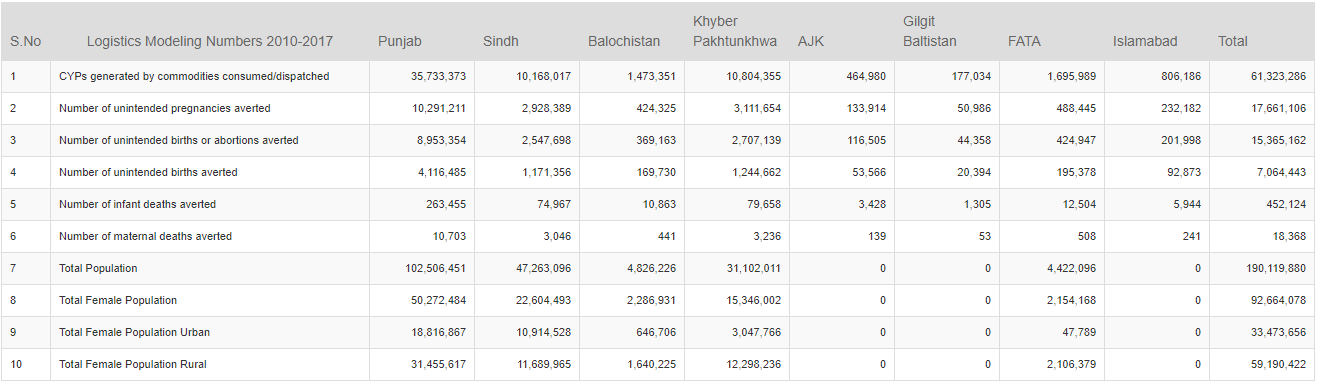 S.No Logistics Modeling Numbers 2010-2017 Punjab Sindh Balochistan Khyber Pakhtunkhwa AJK Gilgit Baltistan FATA Islamabad Total
1 CYPs generated by commodities consumed/dispatched 35,733,373 10,168,017 1,473,351 10,804,355 464,980 177,034 1,695,989 806,186 61,323,286
2 Number of unintended pregnancies averted 10,291,211 2,928,389 424,325 3,111,654 133,914 50,986 488,445 232,182 17,661,106
3 Number of unintended births or abortions averted 8,953,354 2,547,698 369,163 2,707,139 116,505 44,358 424,947 201,998 15,365,162
4 Number of unintended births averted 4,116,485 1,171,356 169,730 1,244,662 53,566 20,394 195,378 92,873 7,064,443
5 Number of infant deaths averted 263,455 74,967 10,863 79,658 3,428 1,305 12,504 5,944 452,124
6 Number of maternal deaths averted 10,703 3,046 441 3,236 139 53 508 241 18,368
7 Total Population 102,506,451 47,263,096 4,826,226 31,102,011 0 0 4,422,096 0 190,119,880
8 Total Female Population 50,272,484 22,604,493 2,286,931 15,346,002 0 0 2,154,168 0 92,664,078
9 Total Female Population Urban 18,816,867 10,914,528 646,706 3,047,766 0 0 47,789 0 33,473,656
10 Total Female Population Rural 31,455,617 11,689,965 1,640,225 12,298,236 0 0 2,106,379 0 59,190,422